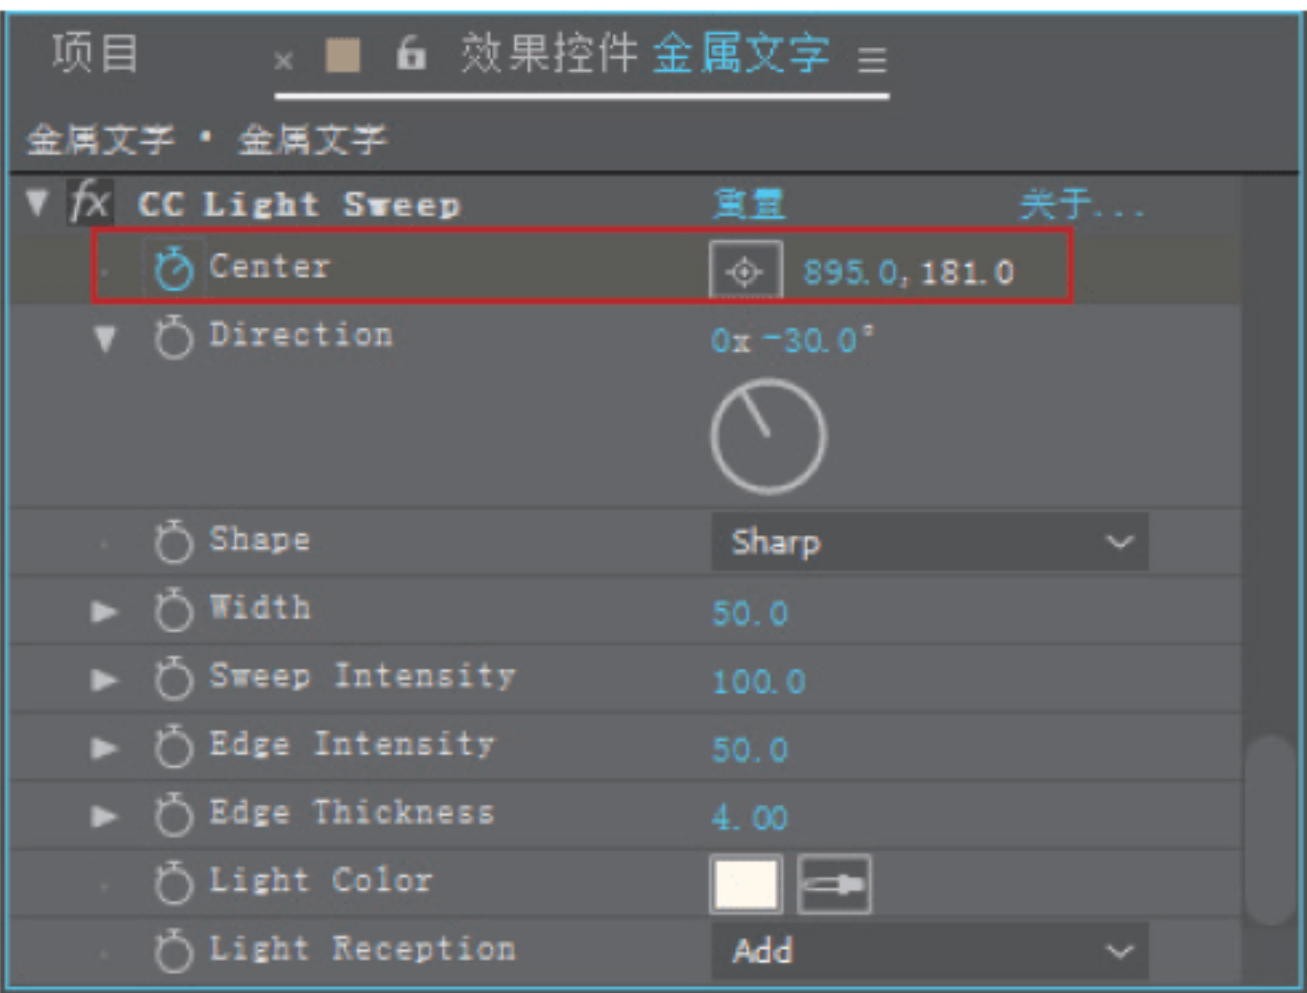 项目 × 效果控件 金属文字 ≡
金属文字 · 金属文字
fx CC Light Sweep 重置 关于...
Center 895.0, 181.0
Direction 0x -30.0°
Shape Sharp
Width 50.0
Sweep Intensity 100.0
Edge Intensity 50.0
Edge Thickness 4.00
Light Color
Light Reception Add